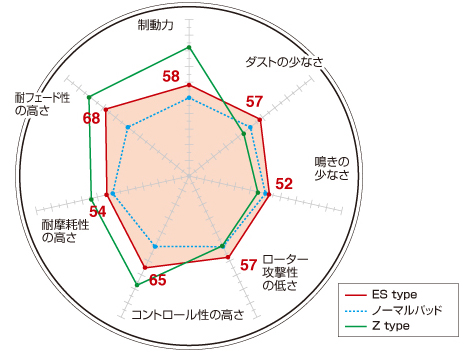 制動力
58
ダストの少なさ
57
鳴きの
少なさ
52
ローター
攻撃性
の低さ
57
コントロール性の高さ
65
耐摩耗性
の高さ
54
耐フェード性
の高さ
68
ES type
ノーマルパッド
Z type